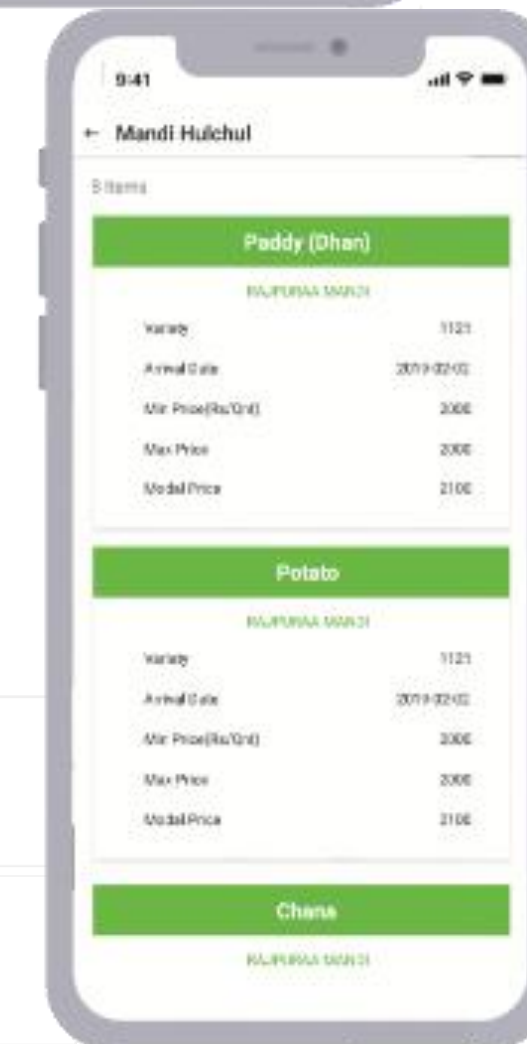 9:41
← Mandi Hulchul
Items
Paddy (Dhan)
RAJPURAA MANDI
Variety 1121
Arrival Date 2019-02-02
Min Price(Rs/Qnt) 2000
Max Price 2000
Modal Price 2100
Potato
RAJPURAA MANDI
Variety 1121
Arrival Date 2019-02-02
Min Price(Rs/Qnt) 2000
Max Price 2000
Modal Price 2100
Chana
RAJPURAA MANDI